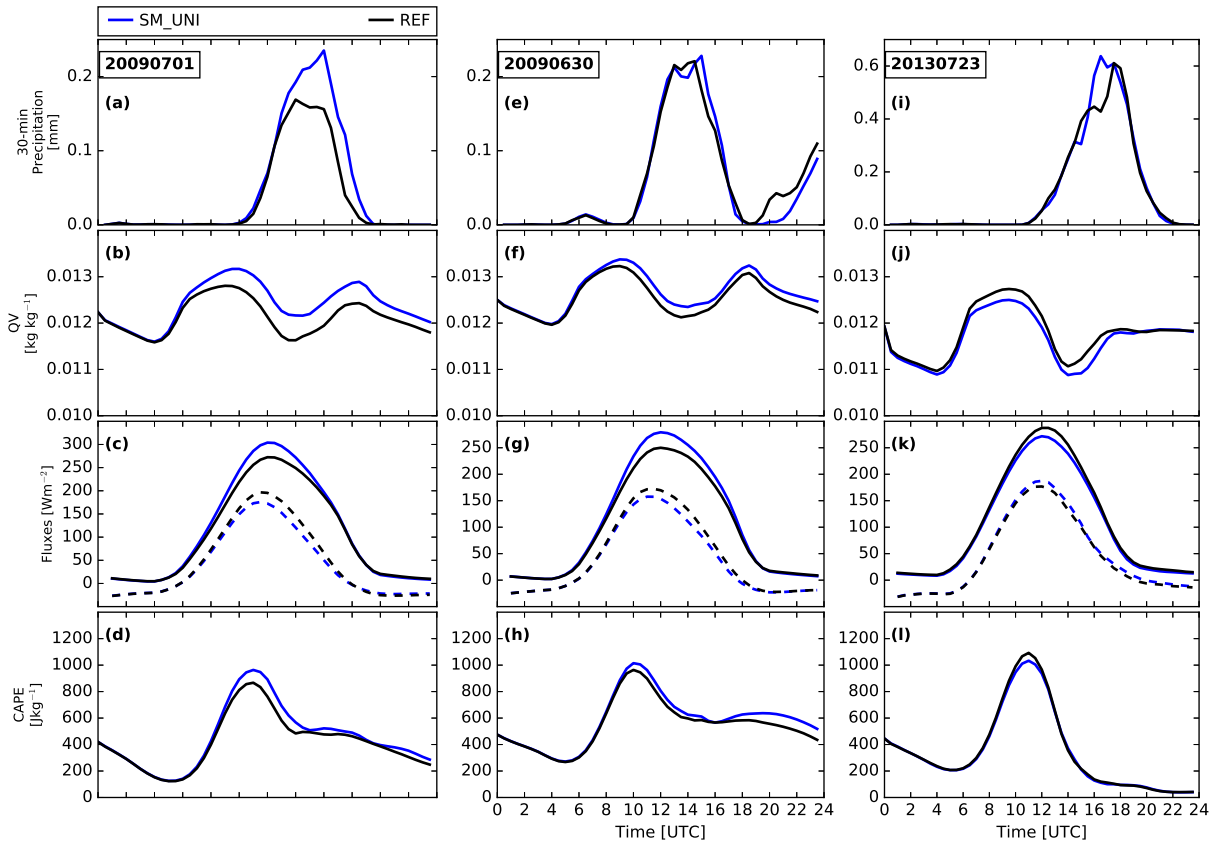 SM_UNI REF
20090701 20090630 20130723
(a) (e) (i)
30-min
Precipitation
[mm]
0.2 0.1 0.0
0.2 0.1 0.0
0.6 0.4 0.2 0.0
(b) (f) (j)
QV
[kg kg⁻¹]
0.013 0.012 0.011 0.010
0.013 0.012 0.011 0.010
0.013 0.012 0.011 0.010
(c) (g) (k)
Fluxes [Wm⁻²]
300 250 200 150 100 50 0
250 200 150 100 50 0
250 200 150 100 50 0
(d) (h) (l)
CAPE
[Jkg⁻¹]
1200 1000 800 600 400 200 0
1200 1000 800 600 400 200 0
1200 1000 800 600 400 200 0
0 2 4 6 8 10 12 14 16 18 20 22 24
0 2 4 6 8 10 12 14 16 18 20 22 24
Time [UTC] Time [UTC]